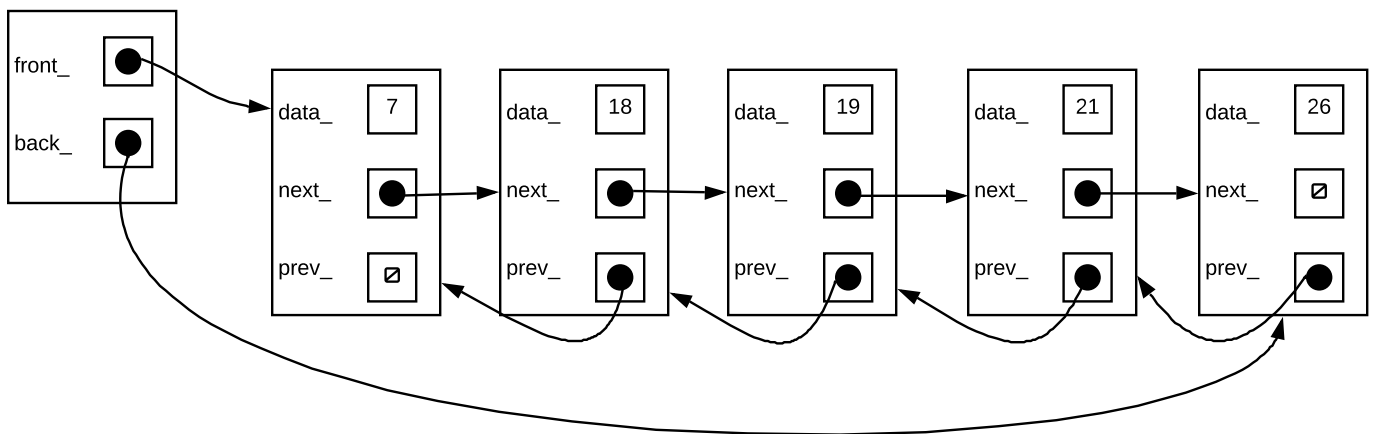 front_
back_
data_ 7
next_
prev_
data_ 18
next_
prev_
data_ 19
next_
prev_
data_ 21
next_
prev_
data_ 26
next_
prev_